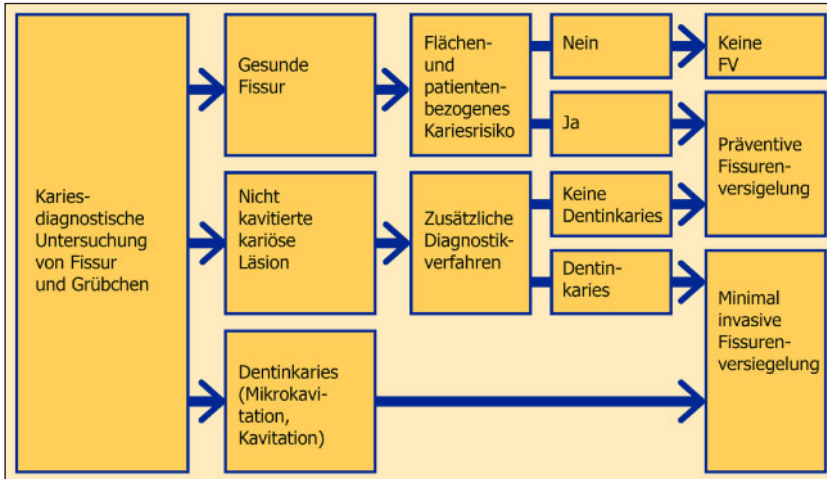 Karies-
diagnostische
Untersuchung
von Fissur
und Grübchen
Gesunde
Fissur
Flächen-
und
patienten-
bezogenes
Kariesrisiko
Nein
Keine
FV
Ja
Präventive
Fissuren-
versigelung
Nicht
kavitierte
kariöse
Läsion
Zusätzliche
Diagnostik-
verfahren
Keine
Dentinkaries
Dentin-
karies
Minimal
invasive
Fissuren-
versiegelung
Dentinkaries
(Mikrokavi-
tation,
Kavitation)